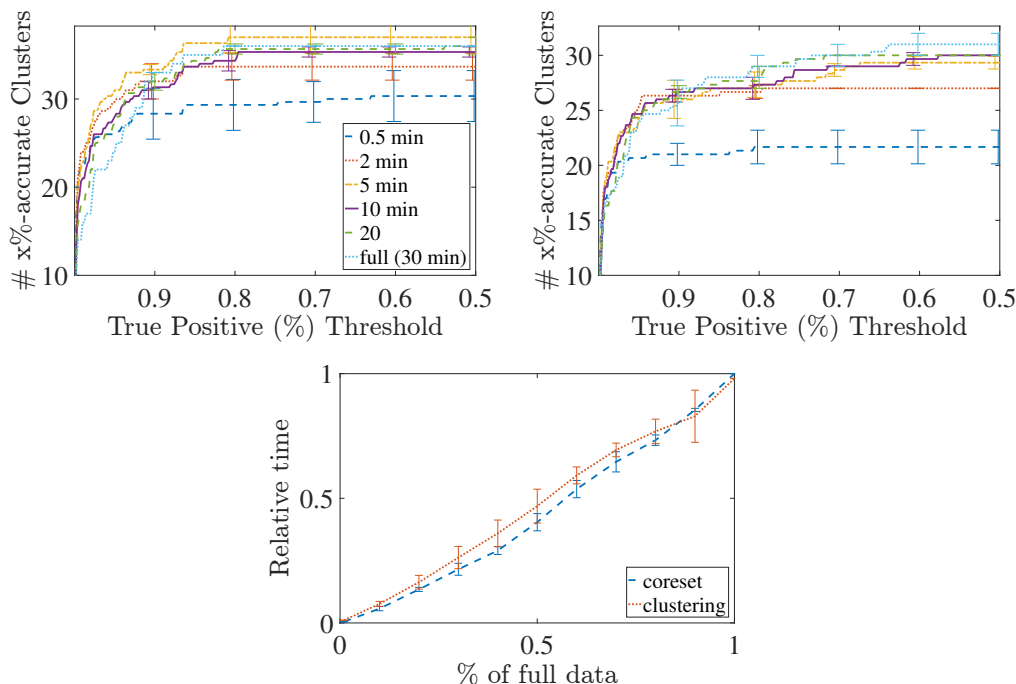 # x%-accurate Clusters
30
20
10
0.9 0.8 0.7 0.6 0.5
True Positive (%) Threshold
0.5 min
2 min
5 min
10 min
20
full (30 min)
# x%-accurate Clusters
30
25
20
15
10
0.9 0.8 0.7 0.6 0.5
True Positive (%) Threshold
Relative time
1
0.5
0
0 0.5 1
% of full data
coreset
clustering